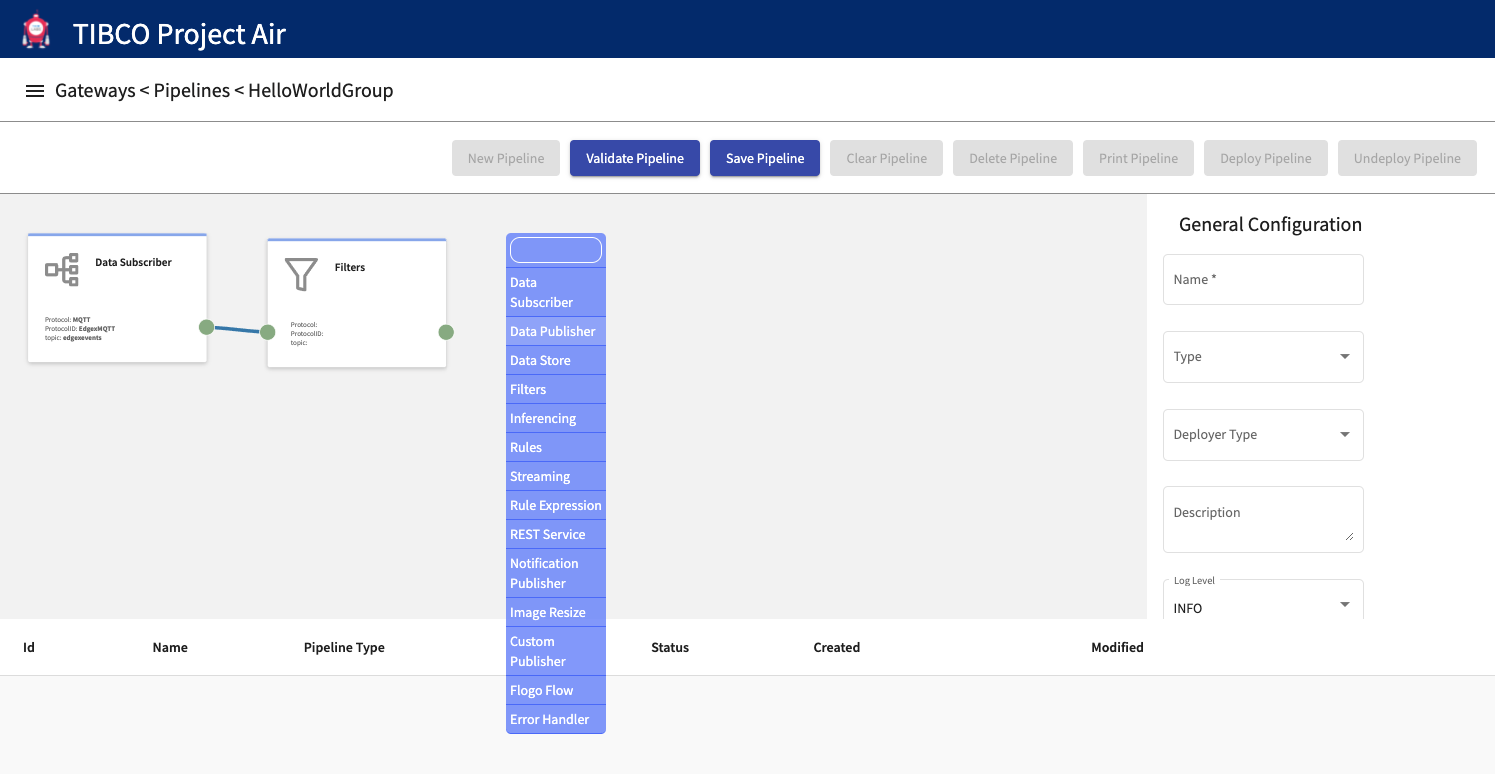 TIBCO Project Air
Gateways < Pipelines < HelloWorldGroup
New Pipeline
Validate Pipeline
Save Pipeline
Clear Pipeline
Delete Pipeline
Print Pipeline
Deploy Pipeline
Undeploy Pipeline
Data Subscriber
Protocol: MQTT
ProtocolID: EdgexMQTT
topic: edgexevents
Filters
Protocol:
ProtocolID:
topic:
Data
Subscriber
Data Publisher
Data Store
Filters
Inferencing
Rules
Streaming
Rule Expression
REST Service
Notification
Publisher
Image Resize
Custom
Publisher
Flogo Flow
Error Handler
General Configuration
Name *
Type
Deployer Type
Description
Log Level
INFO
Id
Name
Pipeline Type
Status
Created
Modified